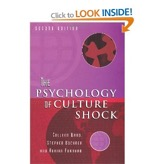 Click to LOOK INSIDE!
SECOND EDITION
THE
PSYCHOLOGY
OF CULTURE
SHOCK
COLLEEN WARD,
STEPHEN BOCHNER
AND ADRIAN FURNHAM